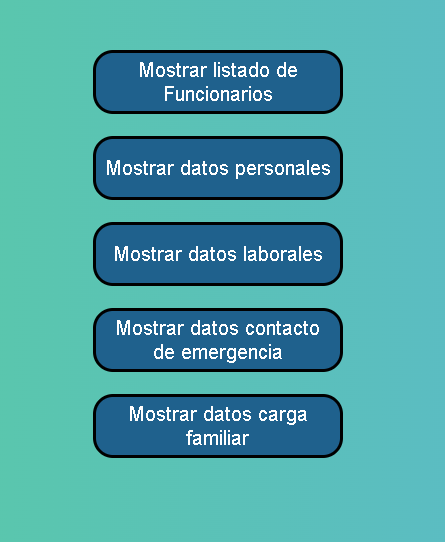 Mostrar listado de
Funcionarios
Mostrar datos personales
Mostrar datos laborales
Mostrar datos contacto
de emergencia
Mostrar datos carga
familiar